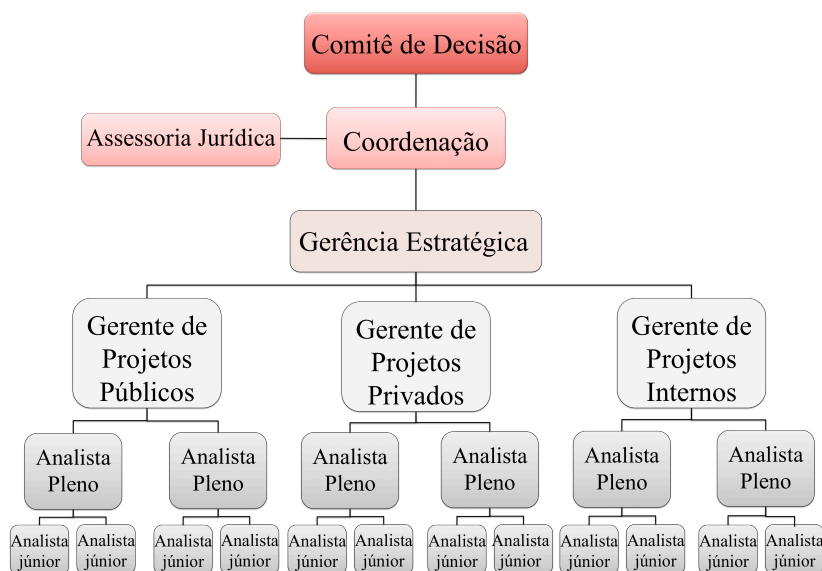 Comitê de Decisão
Assessoria Jurídica
Coordenação
Gerência Estratégica
Gerente de
Projetos
Públicos
Gerente de
Projetos
Privados
Gerente de
Projetos
Internos
Analista
Pleno
Analista
Pleno
Analista
Pleno
Analista
Pleno
Analista
Pleno
Analista
Pleno
Analista
júnior
Analista
júnior
Analista
júnior
Analista
júnior
Analista
júnior
Analista
júnior
Analista
júnior
Analista
júnior
Analista
júnior
Analista
júnior
Analista
júnior
Analista
júnior